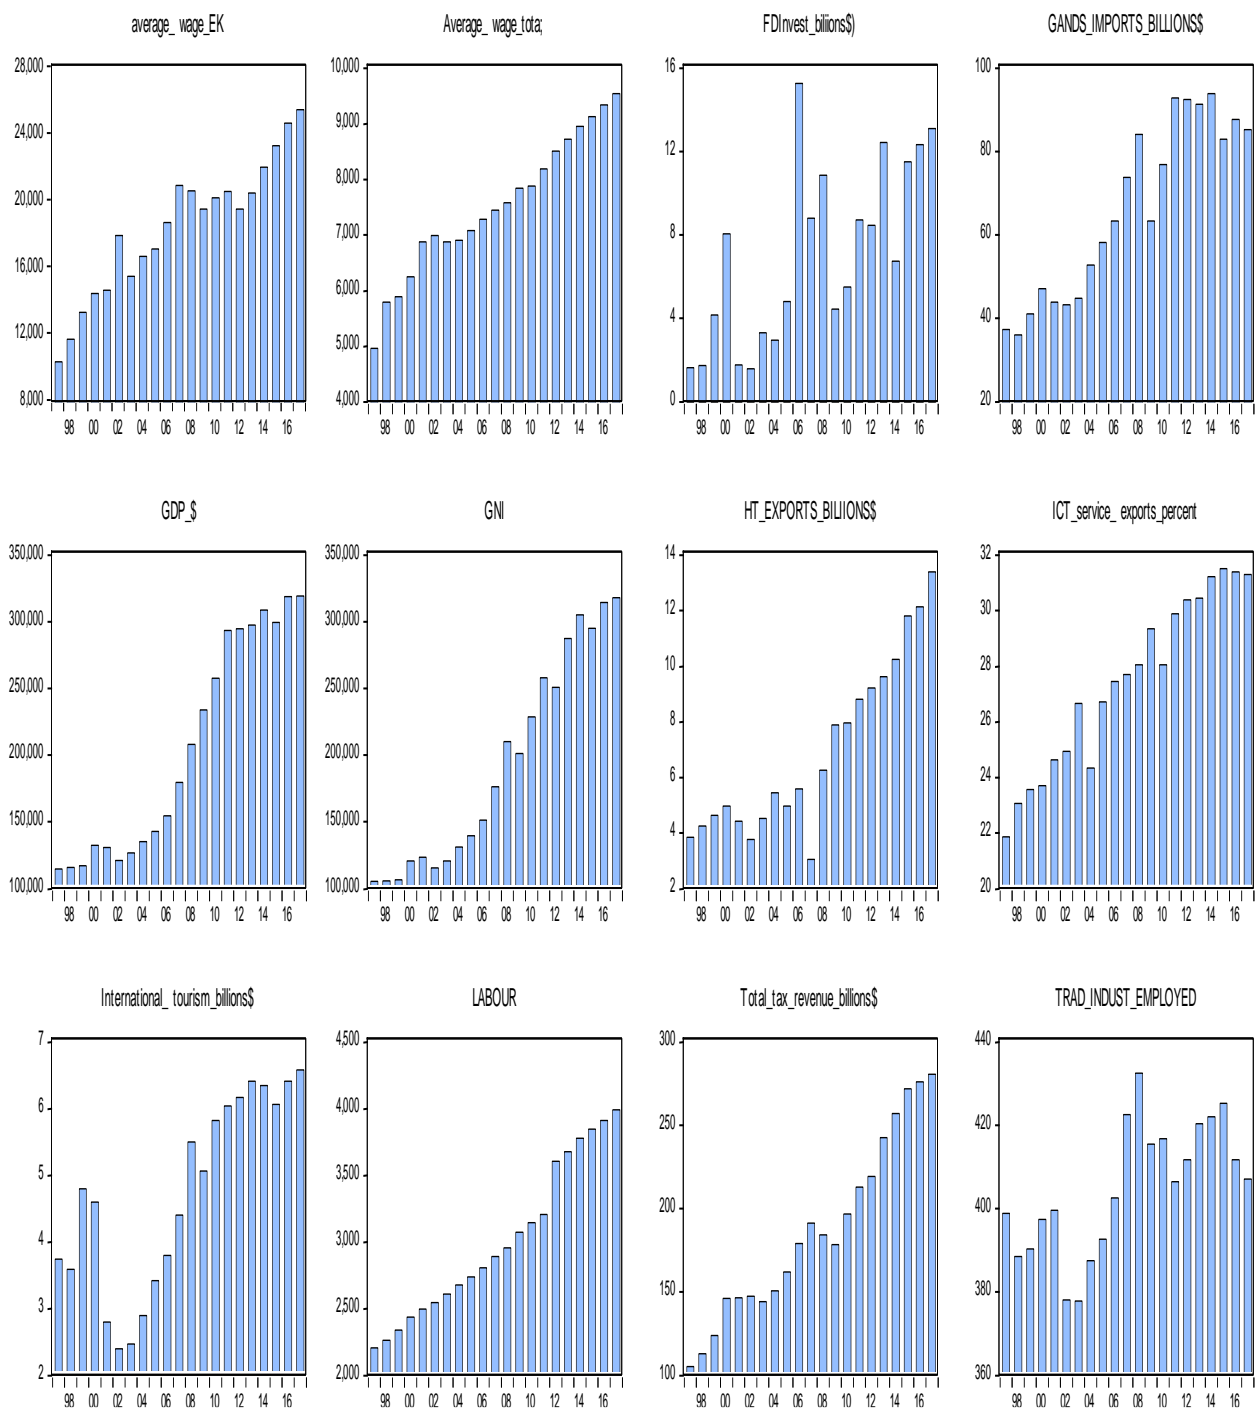 average_ wage_EK
28,000
24,000
20,000
16,000
12,000
8,000
98 00 02 04 06 08 10 12 14 16
Average_ wage_tota;
10,000
9,000
8,000
7,000
6,000
5,000
4,000
98 00 02 04 06 08 10 12 14 16
FDInvest_biliions$)
16
12
8
4
0
98 00 02 04 06 08 10 12 14 16
GANDS_IMPORTS_BILLIONS$
100
80
60
40
20
98 00 02 04 06 08 10 12 14 16
GDP_$
350,000
300,000
250,000
200,000
150,000
100,000
98 00 02 04 06 08 10 12 14 16
GNI
350,000
300,000
250,000
200,000
150,000
100,000
98 00 02 04 06 08 10 12 14 16
HT_EXPORTS_BILIIONS$
14
12
10
8
6
4
2
98 00 02 04 06 08 10 12 14 16
ICT_service_ exports_percent
32
30
28
26
24
22
20
98 00 02 04 06 08 10 12 14 16
International_ tourism_billions$
7
6
5
4
3
2
98 00 02 04 06 08 10 12 14 16
LABOUR
4,500
4,000
3,500
3,000
2,500
2,000
98 00 02 04 06 08 10 12 14 16
Total_tax_revenue_billions$
300
250
200
150
100
98 00 02 04 06 08 10 12 14 16
TRAD_INDUST_EMPLOYED
440
420
400
380
360
98 00 02 04 06 08 10 12 14 16